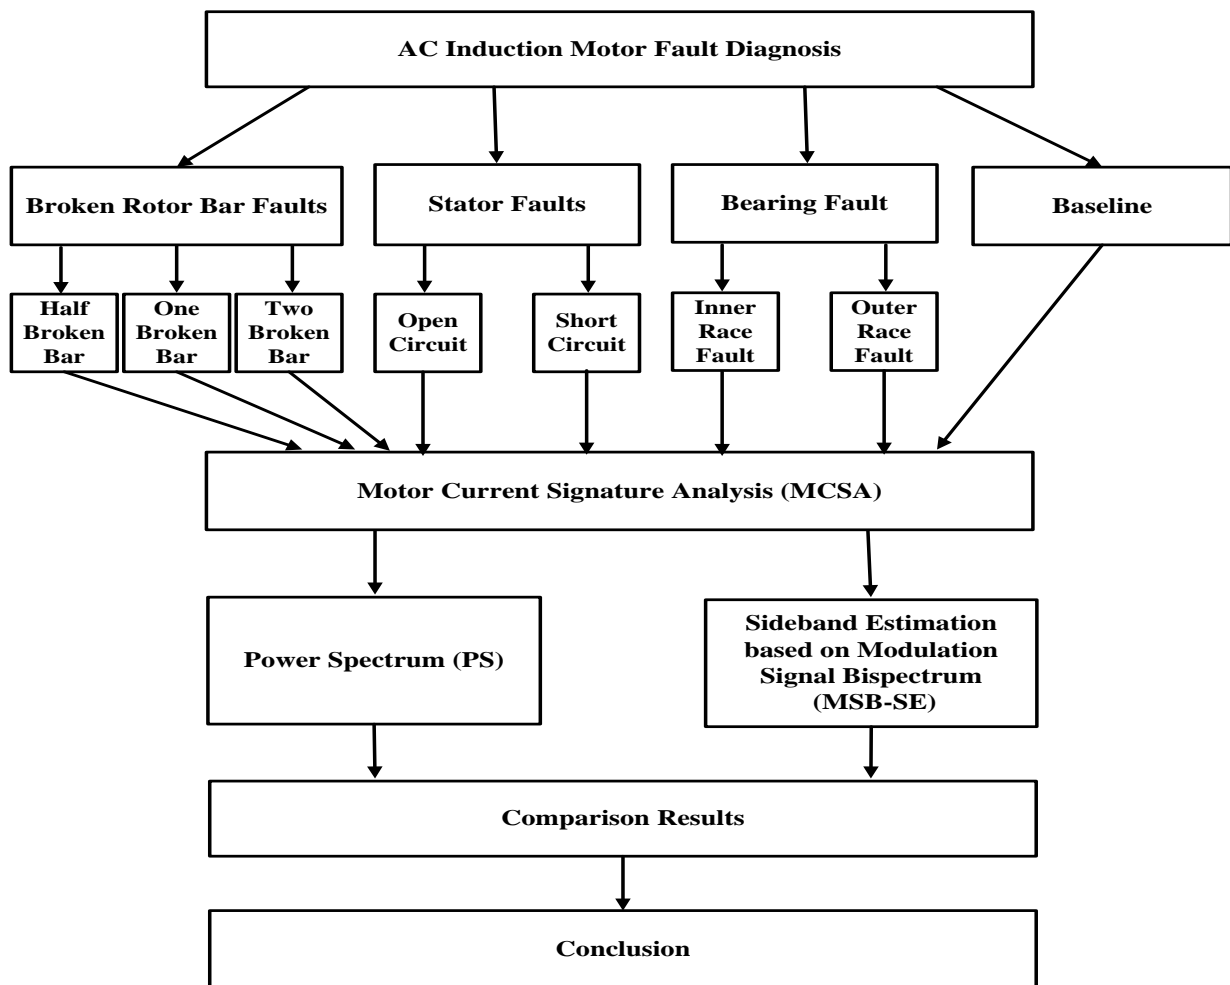 AC Induction Motor Fault Diagnosis
Broken Rotor Bar Faults
Stator Faults
Bearing Fault
Baseline
Half
Broken
Bar
One
Broken
Bar
Two
Broken
Bar
Open
Circuit
Short
Circuit
Inner
Race
Fault
Outer
Race
Fault
Motor Current Signature Analysis (MCSA)
Power Spectrum (PS)
Sideband Estimation
based on Modulation
Signal Bispectrum
(MSB-SE)
Comparison Results
Conclusion